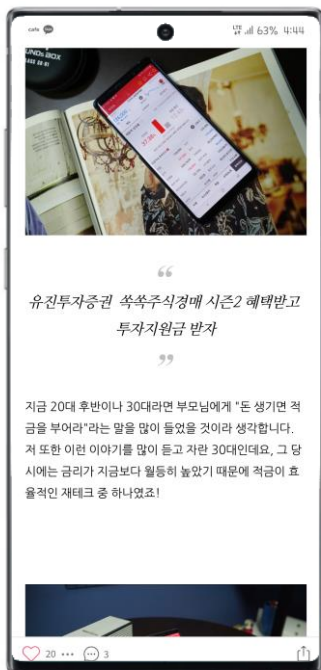 cafe
LTE 63% 4:44
유진투자증권 쏙쏙주식경매 시즌2 혜택받고
투자지원금 받자
지금 20대 후반이나 30대라면 부모님에게 "돈 생기면 적
금을 부어라"라는 말을 많이 들었을 것이라 생각합니다.
저 또한 이런 이야기를 많이 듣고 자란 30대인데요, 그 당
시에는 금리가 지금보다 월등히 높았기 때문에 적금이 효
율적인 재테크 중 하나였죠!
20 3